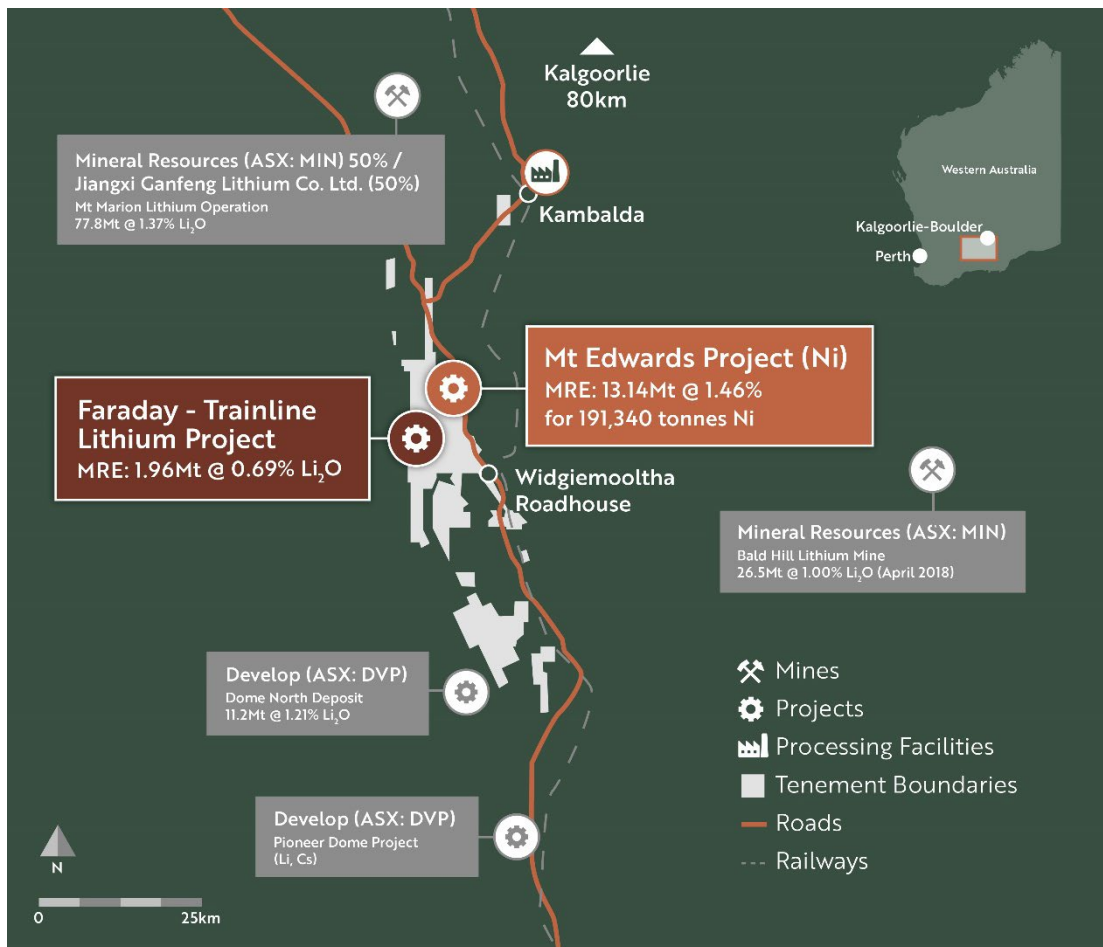 Kalgoorlie
80km
Mineral Resources (ASX: MIN) 50% /
Jiangxi Ganfeng Lithium Co. Ltd. (50%)
Mt Marion Lithium Operation
77.8Mt @ 1.37% Li₂O
Kambalda
Western Australia
Kalgoorlie-Boulder
Perth
Mt Edwards Project (Ni)
MRE: 13.14Mt @ 1.46%
for 191,340 tonnes Ni
Faraday - Trainline
Lithium Project
MRE: 1.96Mt @ 0.69% Li₂O
Widgiemooltha
Roadhouse
Mineral Resources (ASX: MIN)
Bald Hill Lithium Mine
26.5Mt @ 1.00% Li₂O (April 2018)
Develop (ASX: DVP)
Dome North Deposit
11.2Mt @ 1.21% Li₂O
Develop (ASX: DVP)
Pioneer Dome Project
(Li, Cs)
Mines
Projects
Processing Facilities
Tenement Boundaries
Roads
Railways
N
0 25km